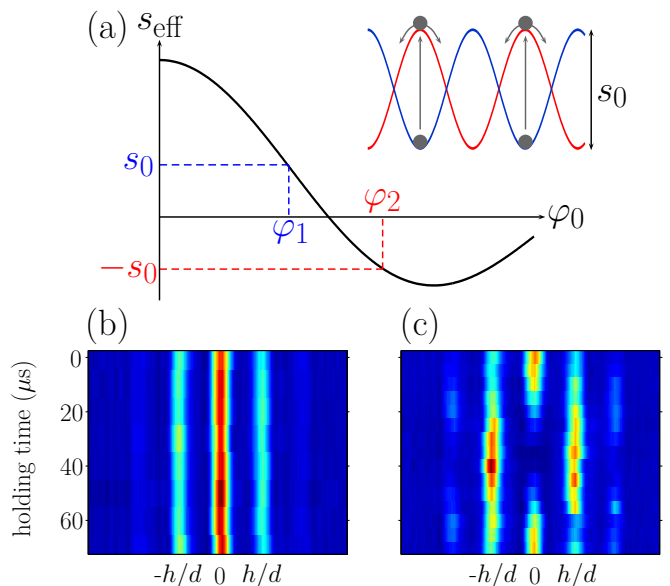 (a)
s_eff
s_0
s_0
φ_2
φ_1
φ_0
−s_0
(b)
(c)
holding time (μs)
0
20
40
60
-h/d 0 h/d
-h/d 0 h/d